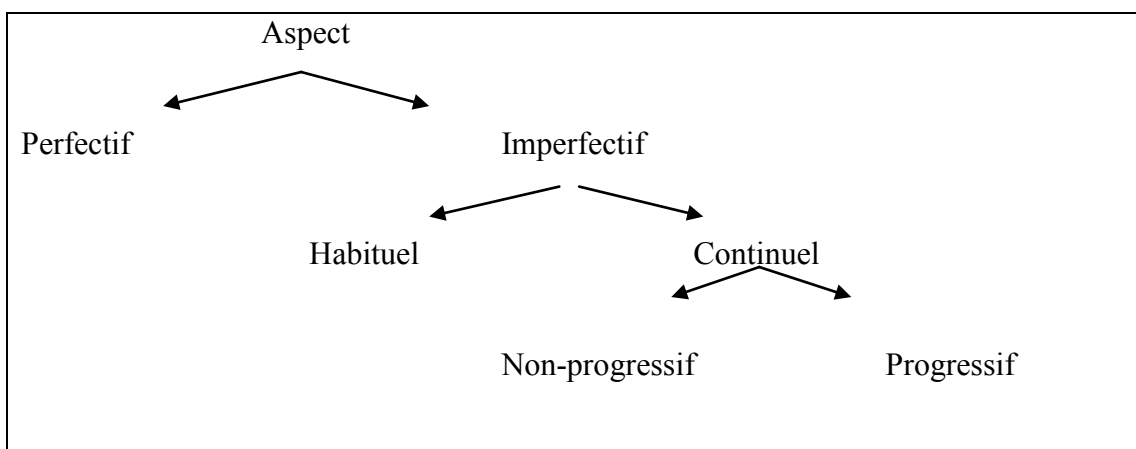 Aspect
Perfectif Imperfectif
Habituel Continuel
Non-progressif Progressif